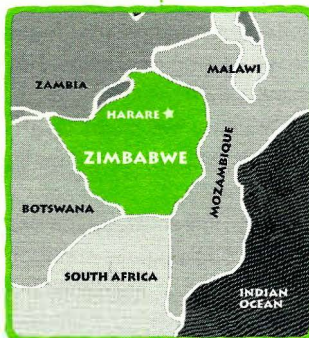 ZAMBIA
MALAWI
HARARE
ZIMBABWE
MOZAMBIQUE
BOTSWANA
SOUTH AFRICA
INDIAN
OCEAN